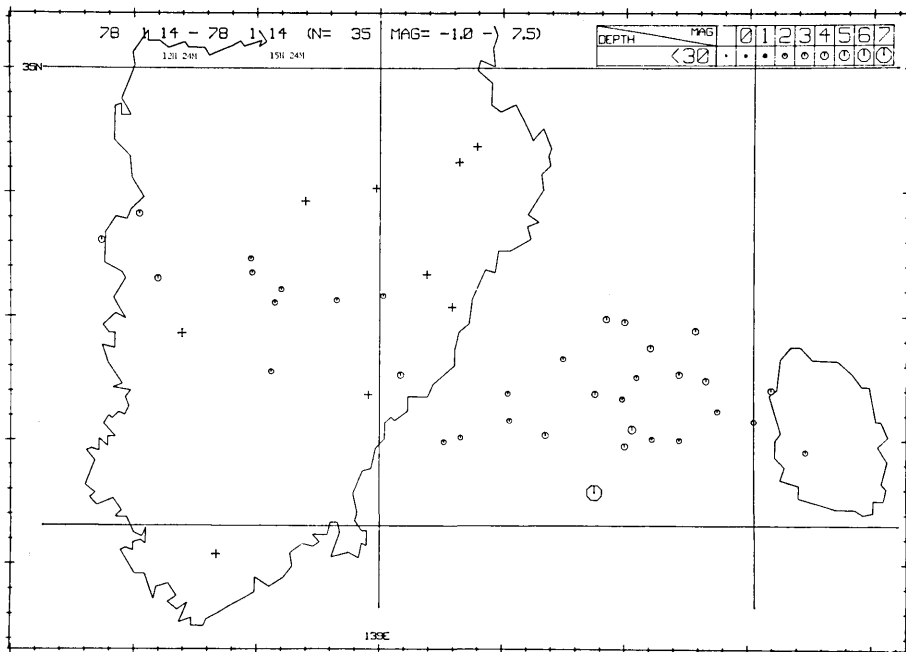 78 1 14 - 78 1 14 (N= 35 MAG= -1.0 -) 7.5)
12H 24M 15H 24M
DEPTH MAG 0 1 2 3 4 5 6 7
<30
35N
139E